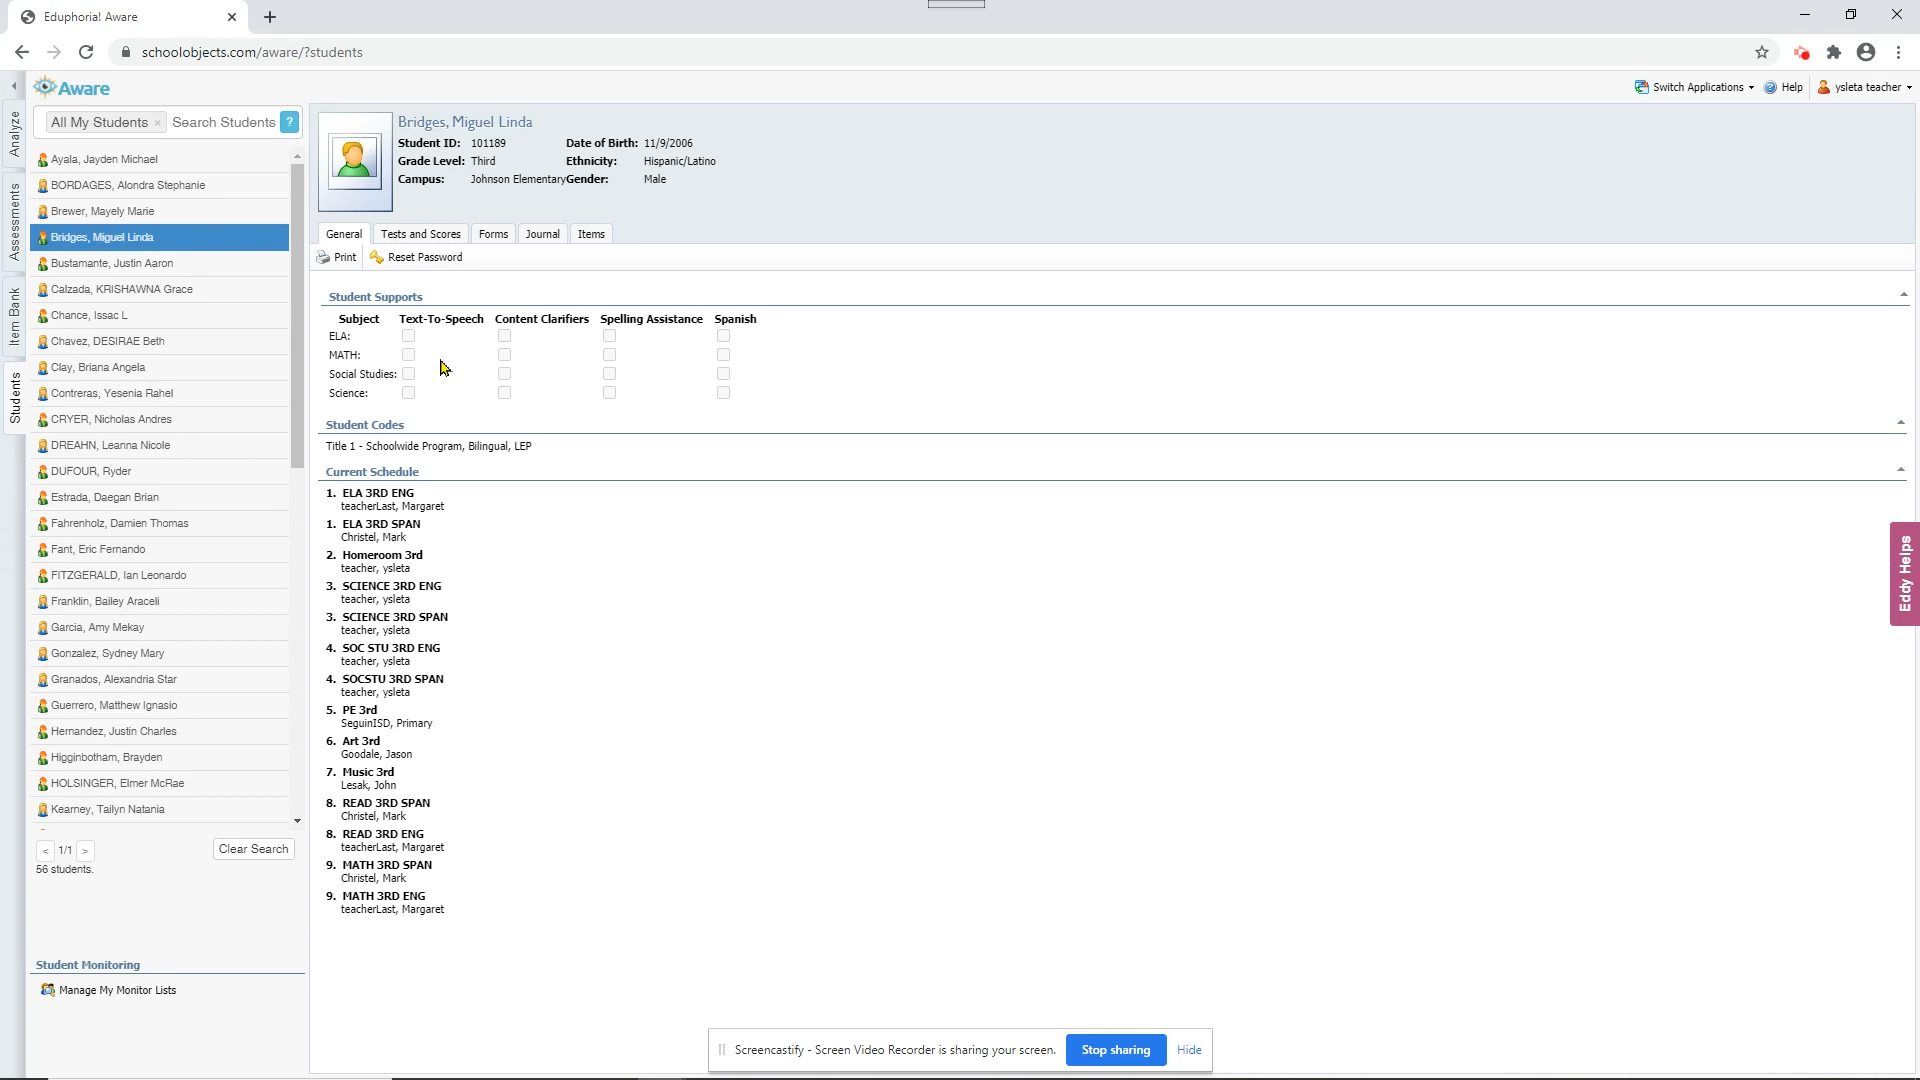 Eduphoria! Aware
schoolobjects.com/aware/?students
Aware
Switch Applications
Help
ysleta teacher
Analyze
Assessments
Item Bank
Students
All My Students ×
Search Students
?
Ayala, Jayden Michael
BORDAGES, Alondra Stephanie
Brewer, Mayely Marie
Bridges, Miguel Linda
Bustamante, Justin Aaron
Calzada, KRISHAWNA Grace
Chance, Issac L
Chavez, DESIRAE Beth
Clay, Briana Angela
Contreras, Yesenia Rahel
CRYER, Nicholas Andres
DREAHN, Leanna Nicole
DUFOUR, Ryder
Estrada, Daegan Brian
Fahrenholz, Damien Thomas
Fant, Eric Fernando
FITZGERALD, Ian Leonardo
Franklin, Bailey Araceli
Garcia, Amy Mekay
Gonzalez, Sydney Mary
Granados, Alexandria Star
Guerrero, Matthew Ignasio
Hernandez, Justin Charles
Higginbotham, Brayden
HOLSINGER, Elmer McRae
Kearney, Tailyn Natania
< 1/1 >
Clear Search
56 students.
Student Monitoring
Manage My Monitor Lists
Bridges, Miguel Linda
Student ID: 101189 Date of Birth: 11/9/2006
Grade Level: Third Ethnicity: Hispanic/Latino
Campus: Johnson Elementary Gender: Male
General Tests and Scores Forms Journal Items
Print Reset Password
Student Supports
Subject Text-To-Speech Content Clarifiers Spelling Assistance Spanish
ELA:
MATH:
Social Studies:
Science:
Student Codes
Title 1 - Schoolwide Program, Bilingual, LEP
Current Schedule
1. ELA 3RD ENG
teacherLast, Margaret
1. ELA 3RD SPAN
Christel, Mark
2. Homeroom 3rd
teacher, ysleta
3. SCIENCE 3RD ENG
teacher, ysleta
3. SCIENCE 3RD SPAN
teacher, ysleta
4. SOC STU 3RD ENG
teacher, ysleta
4. SOCSTU 3RD SPAN
teacher, ysleta
5. PE 3rd
SeguinISD, Primary
6. Art 3rd
Goodale, Jason
7. Music 3rd
Lesak, John
8. READ 3RD SPAN
Christel, Mark
8. READ 3RD ENG
teacherLast, Margaret
9. MATH 3RD SPAN
Christel, Mark
9. MATH 3RD ENG
teacherLast, Margaret
Eddy Helps
Screencastify - Screen Video Recorder is sharing your screen.
Stop sharing
Hide